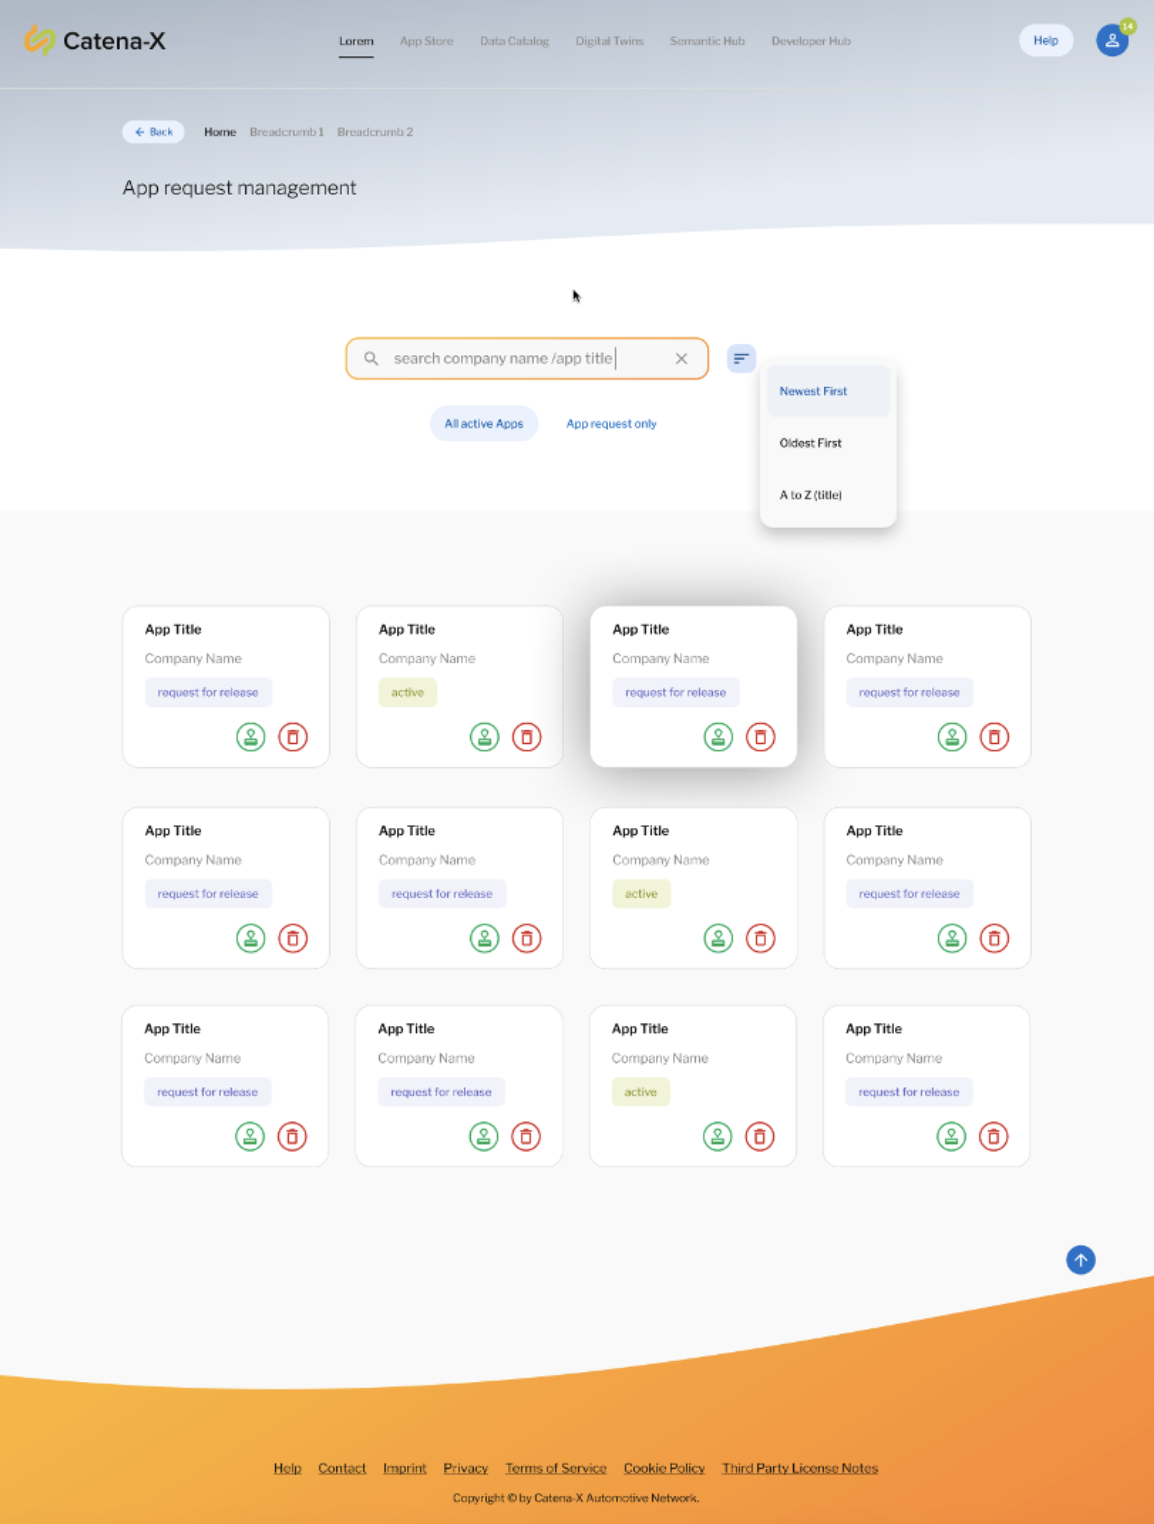 Catena-X
Lorem App Store Data Catalog Digital Twins Semantic Hub Developer Hub
Help
14
Back Home Breadcrumb 1 Breadcrumb 2
App request management
search company name /app title
Newest First
Oldest First
A to Z (title)
All active Apps App request only
App Title App Title App Title App Title
Company Name Company Name Company Name Company Name
request for release active request for release request for release
App Title App Title App Title App Title
Company Name Company Name Company Name Company Name
request for release request for release active request for release
App Title App Title App Title App Title
Company Name Company Name Company Name Company Name
request for release request for release active request for release
Help Contact Imprint Privacy Terms of Service Cookie Policy Third Party License Notes
Copyright © by Catena-X Automotive Network.